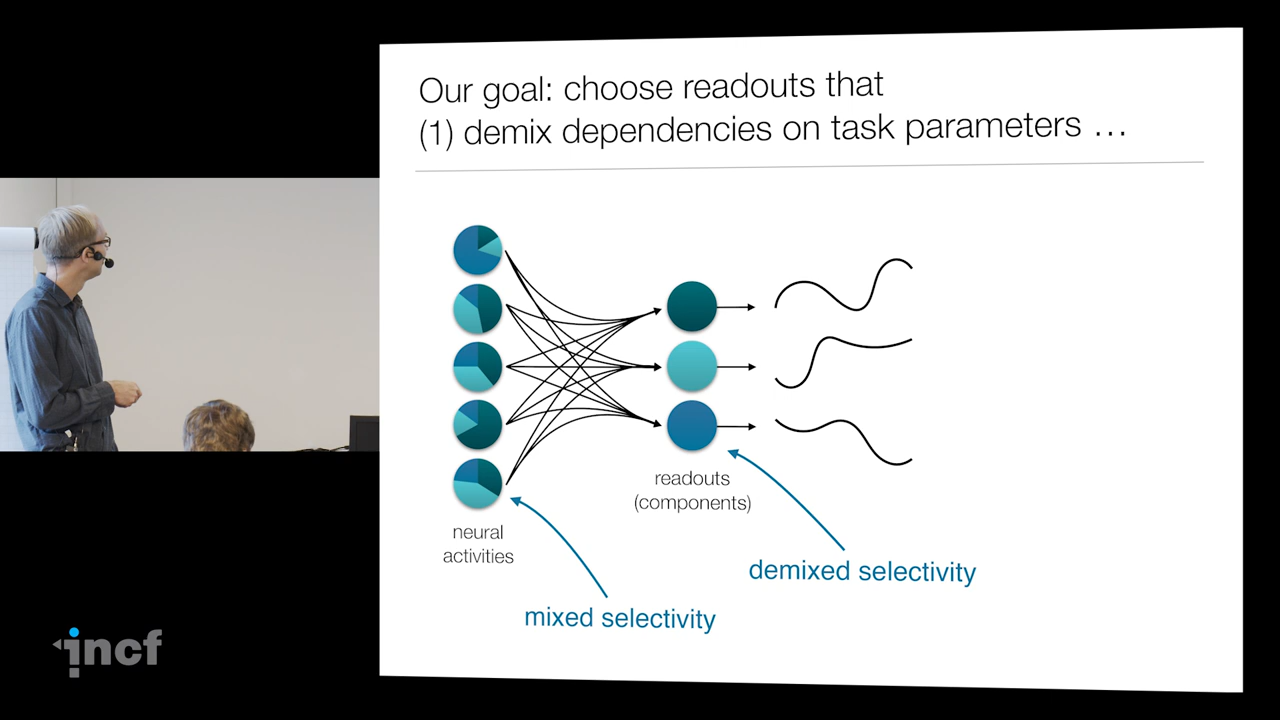 Our goal: choose readouts that
(1) demix dependencies on task parameters …
readouts
(components)
neural
activities
demixed selectivity
mixed selectivity
incf